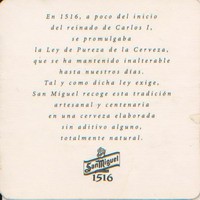 En 1516, a poco del inicio
del reinado de Carlos I,
se promulgaba
la Ley de Pureza de la Cerveza,
que se ha mantenido inalterable
hasta nuestros días.
Tal y como dicha ley exige,
San Miguel recoge esta tradición
artesanal y centenaria
en una cerveza elaborada
sin aditivo alguno,
totalmente natural.
San Miguel
1516